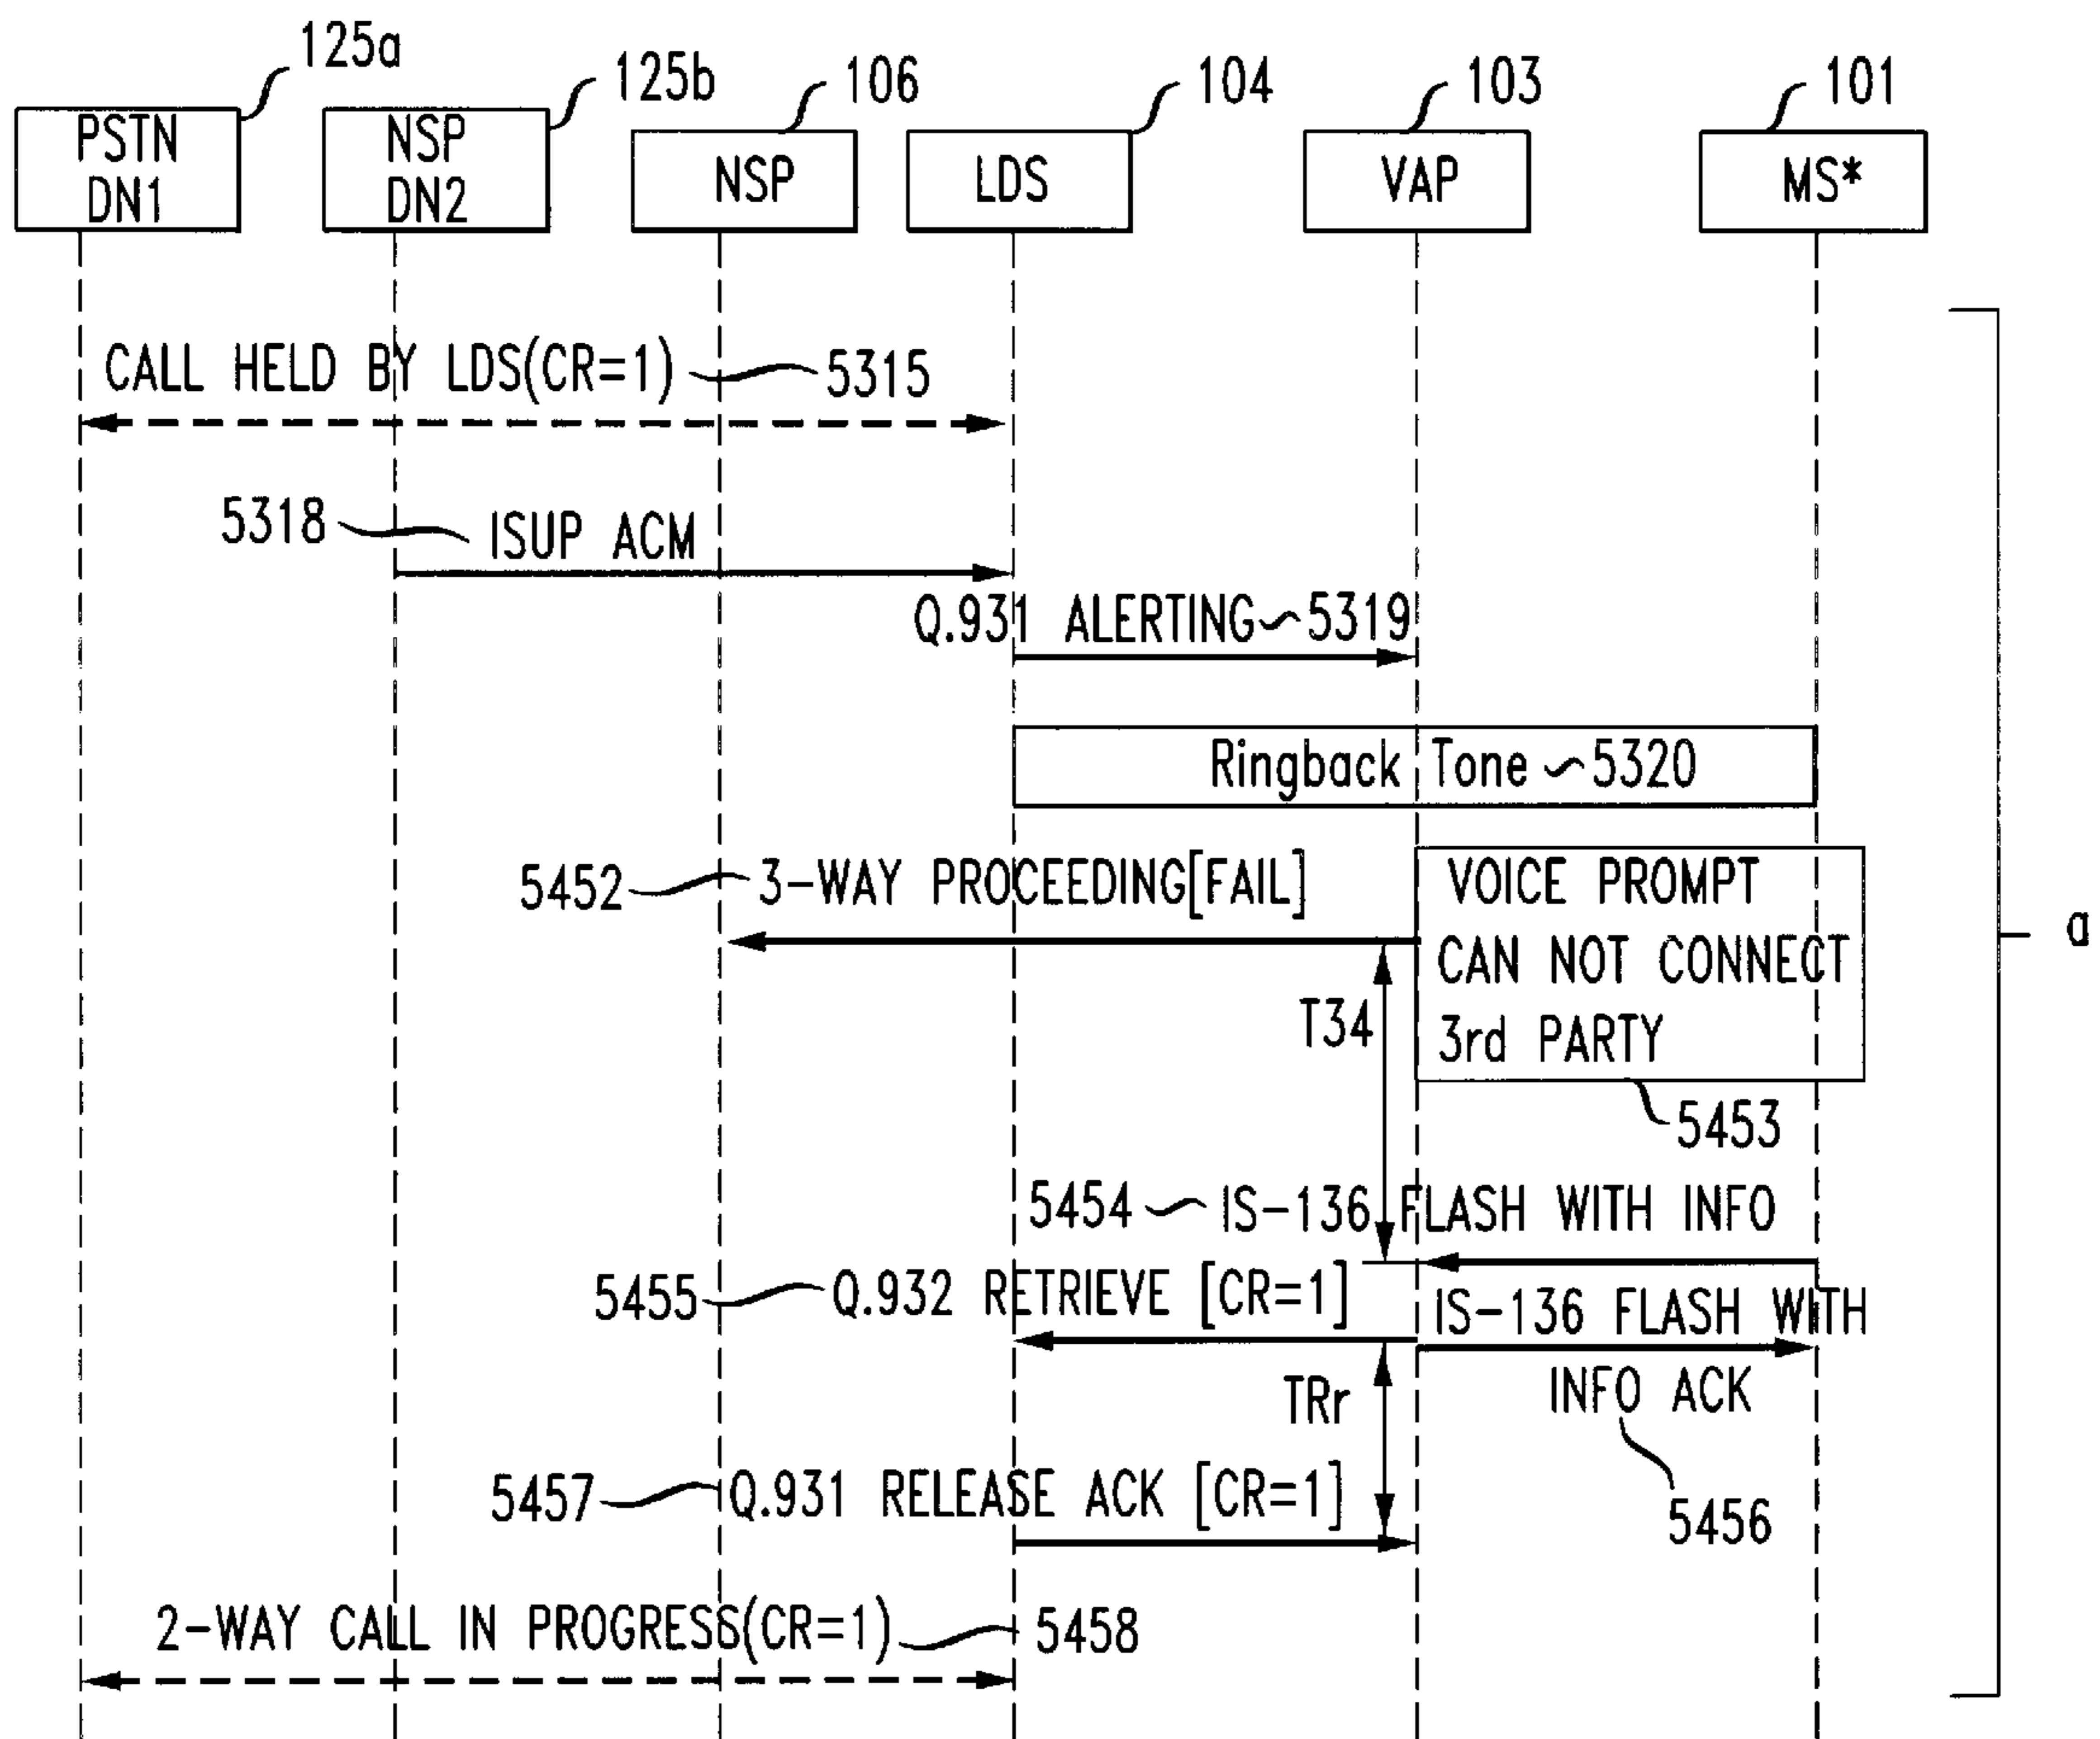 125a
125b
106
104
103
101
PSTN
DN1
NSP
DN2
NSP
LDS
VAP
MS*
CALL HELD BY LDS(CR=1)
5315
5318
ISUP ACM
Q.931 ALERTING
5319
Ringback Tone
5320
5452
3-WAY PROCEEDING[FAIL]
VOICE PROMPT
CAN NOT CONNECT
3rd PARTY
a
T34
5453
5454
IS-136 FLASH WITH INFO
5455
Q.932 RETRIEVE [CR=1]
IS-136 FLASH WITH
INFO ACK
TRr
5456
5457
Q.931 RELEASE ACK [CR=1]
2-WAY CALL IN PROGRESS(CR=1)
5458